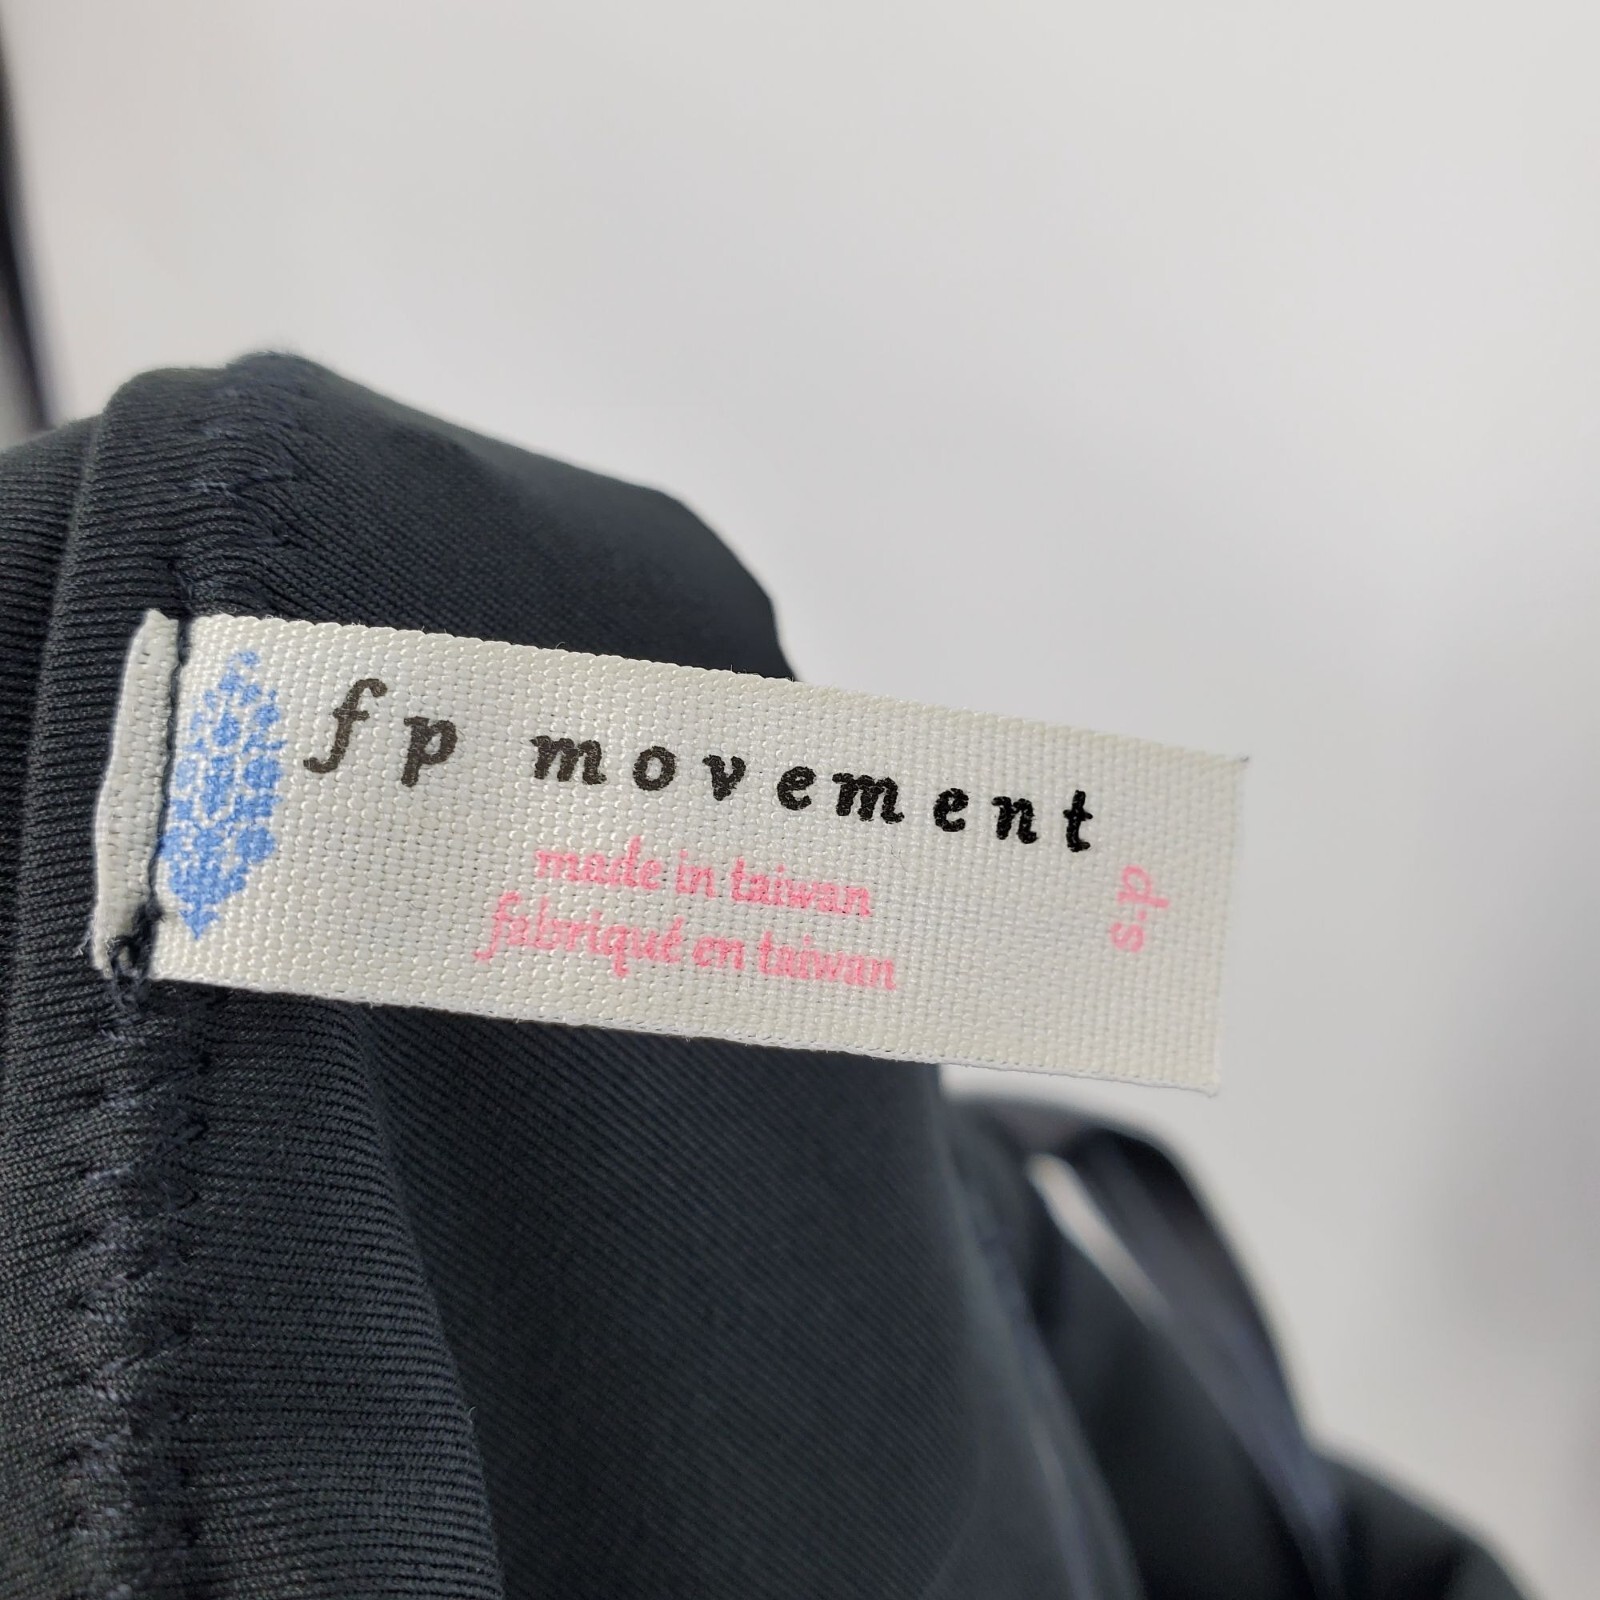 fp movement
made in taiwan
fabriqué en taiwan
d-s